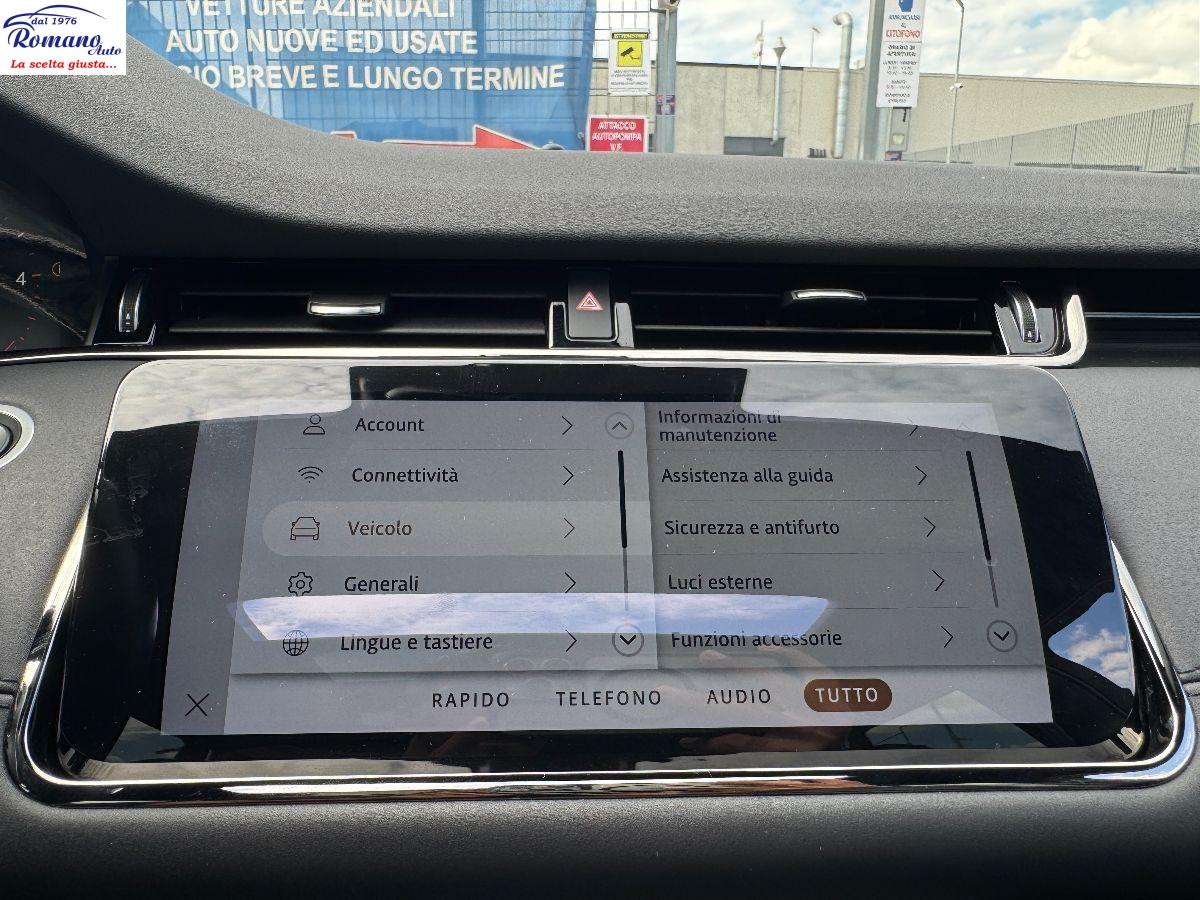 dal 1976
Romano Auto
La scelta giusta...
VETTURE AZIENDALI
AUTO NUOVE ED USATE
GIO BREVE E LUNGO TERMINE
CITOFONO
ATTACCO
AUTOPOMPA
V.F.
4
Account
Connettività
Veicolo
Generali
Lingue e tastiere
Informazioni di
manutenzione
Assistenza alla guida
Sicurezza e antifurto
Luci esterne
Funzioni accessorie
RAPIDO TELEFONO AUDIO TUTTO